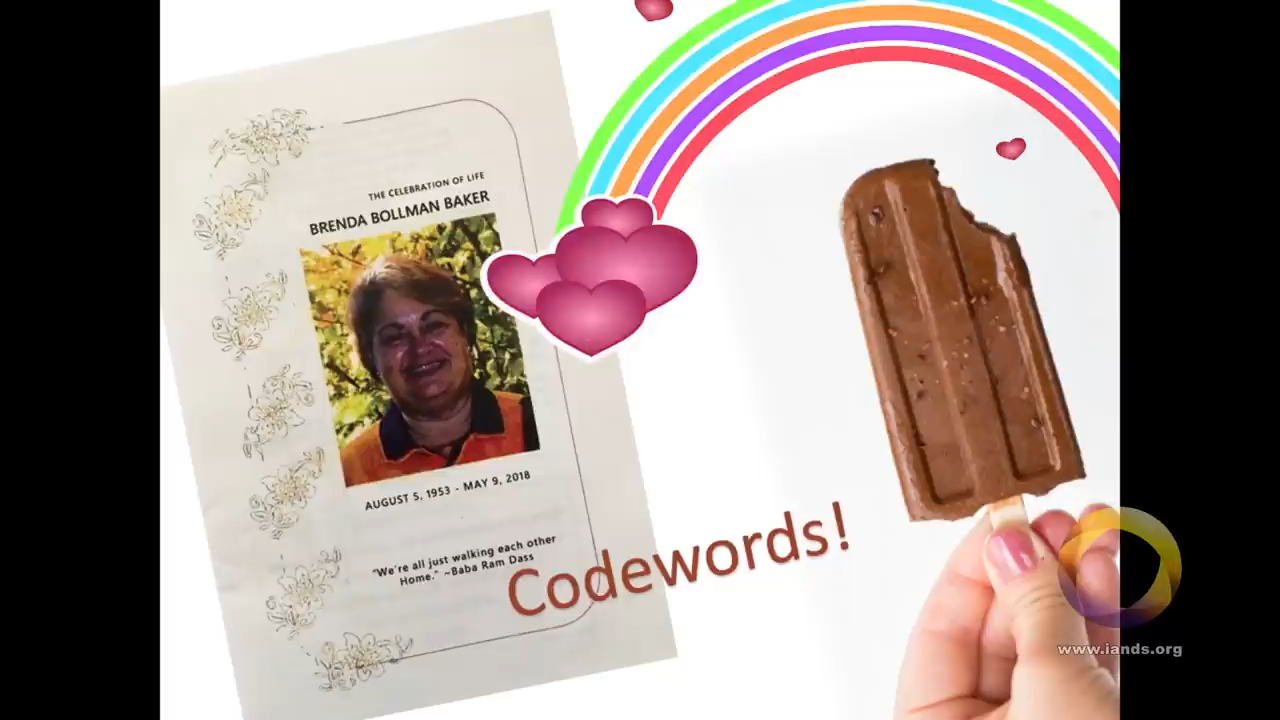 THE CELEBRATION OF LIFE
BRENDA BOLLMAN BAKER
AUGUST 5, 1953 - MAY 9, 2018
"We're all just walking each other
Home." ~Baba Ram Dass
Codewords!
www.iands.org